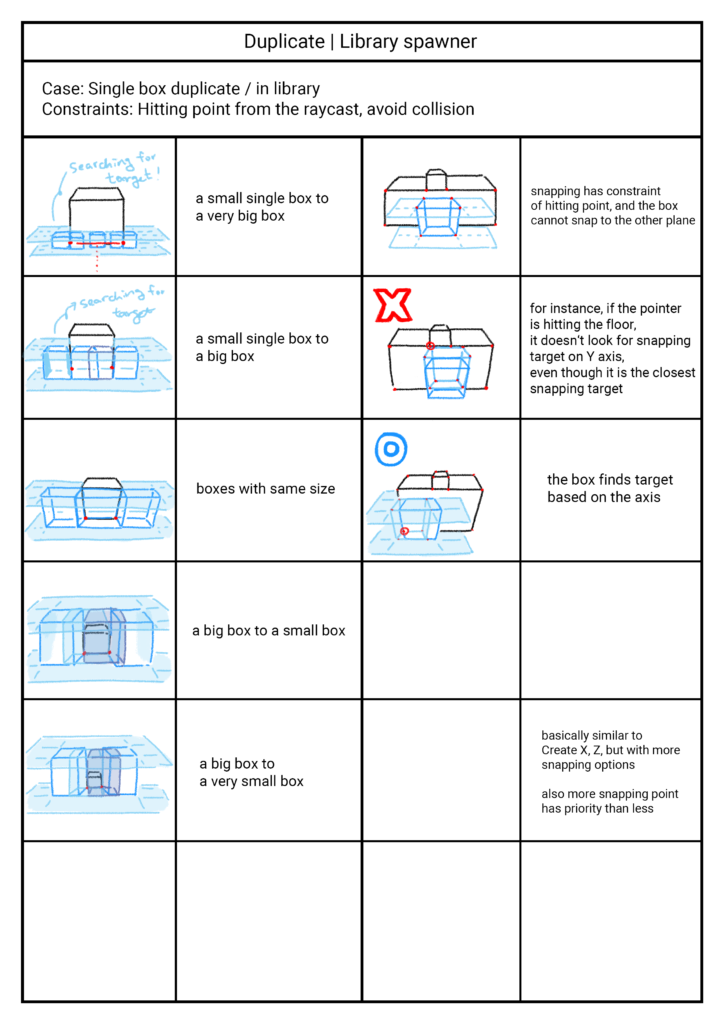 Duplicate | Library spawner
Case: Single box duplicate / in library
Constraints: Hitting point from the raycast, avoid collision
Searching for
target!
a small single box to
a very big box
snapping has constraint
of hitting point, and the box
cannot snap to the other plane
searching for
target
a small single box to
a big box
X
for instance, if the pointer
is hitting the floor,
it doesn't look for snapping
target on Y axis,
even though it is the closest
snapping target
boxes with same size
the box finds target
based on the axis
a big box to a small box
a big box to
a very small box
basically similar to
Create X, Z, but with more
snapping options
also more snapping point
has priority than less